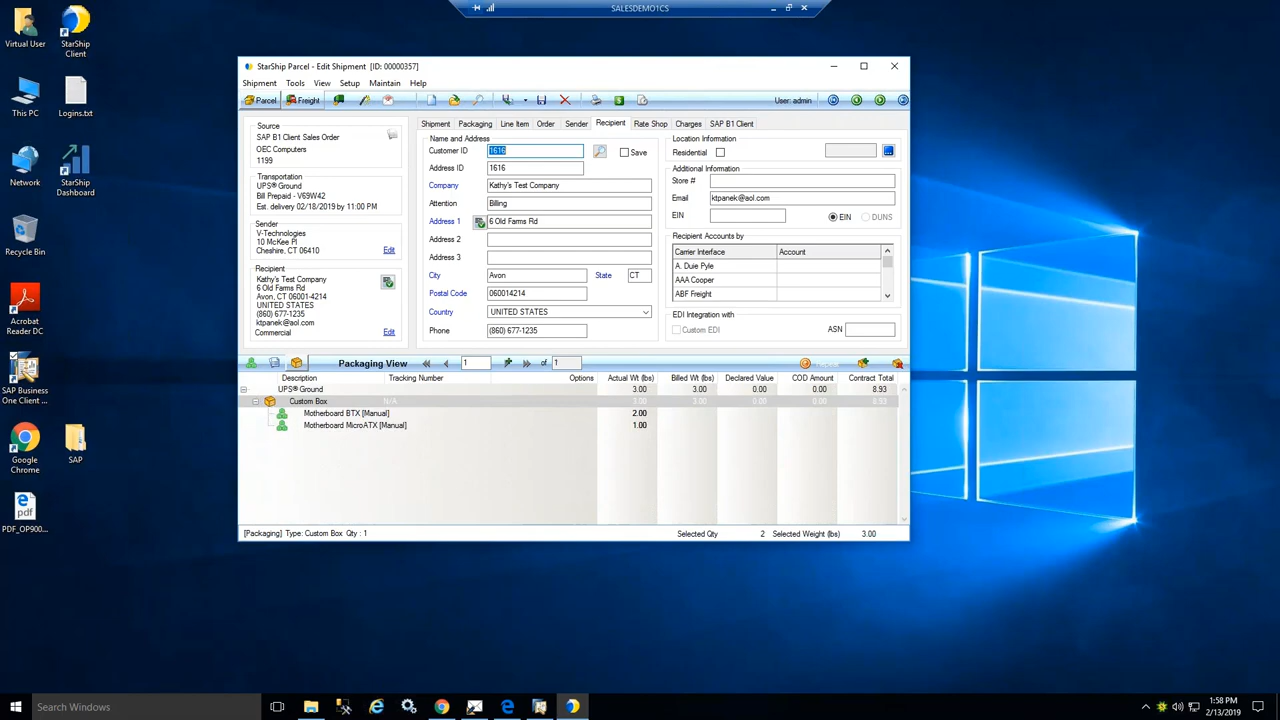 SALESDEMO1CS
Virtual User
StarShip Client
This PC
Logins.txt
Network
StarShip Dashboard
Recycle Bin
Acrobat Reader DC
SAP Business One Client ...
Google Chrome
SAP
PDF_OP900...
StarShip Parcel - Edit Shipment [ID: 00000357]
Shipment Tools View Setup Maintain Help
Parcel Freight User: admin
Source
SAP B1 Client Sales Order
OEC Computers
1199
Transportation
UPS® Ground
Bill Prepaid - V69W42
Est. delivery 02/18/2019 by 11:00 PM
Sender
V-Technologies
10 McKee Pl
Cheshire, CT 06410 Edit
Recipient
Kathy's Test Company
6 Old Farms Rd
Avon, CT 06001-4214
UNITED STATES
(860) 677-1235
ktpanek@aol.com
Commercial Edit
Shipment Packaging Line Item Order Sender Recipient Rate Shop Charges SAP B1 Client
Name and Address
Customer ID 1616 Save
Address ID 1616
Company Kathy's Test Company
Attention Billing
Address 1 6 Old Farms Rd
Address 2
Address 3
City Avon State CT
Postal Code 060014214
Country UNITED STATES
Phone (860) 677-1235
Location Information
Residential
Additional Information
Store #
Email ktpanek@aol.com
EIN EIN DUNS
Recipient Accounts by
Carrier Interface Account
A. Duie Pyle
AAA Cooper
ABF Freight
EDI Integration with
Custom EDI ASN
Packaging View 1 of 1
Description Tracking Number Options Actual Wt (lbs) Billed Wt (lbs) Declared Value COD Amount Contract Total
UPS® Ground 3.00 3.00 0.00 0.00 8.93
Custom Box N/A 3.00 3.00 0.00 0.00 8.93
Motherboard BTX [Manual] 2.00
Motherboard MicroATX [Manual] 1.00
[Packaging] Type: Custom Box Qty : 1 Selected Qty 2 Selected Weight (lbs) 3.00
Search Windows
1:58 PM
2/13/2019